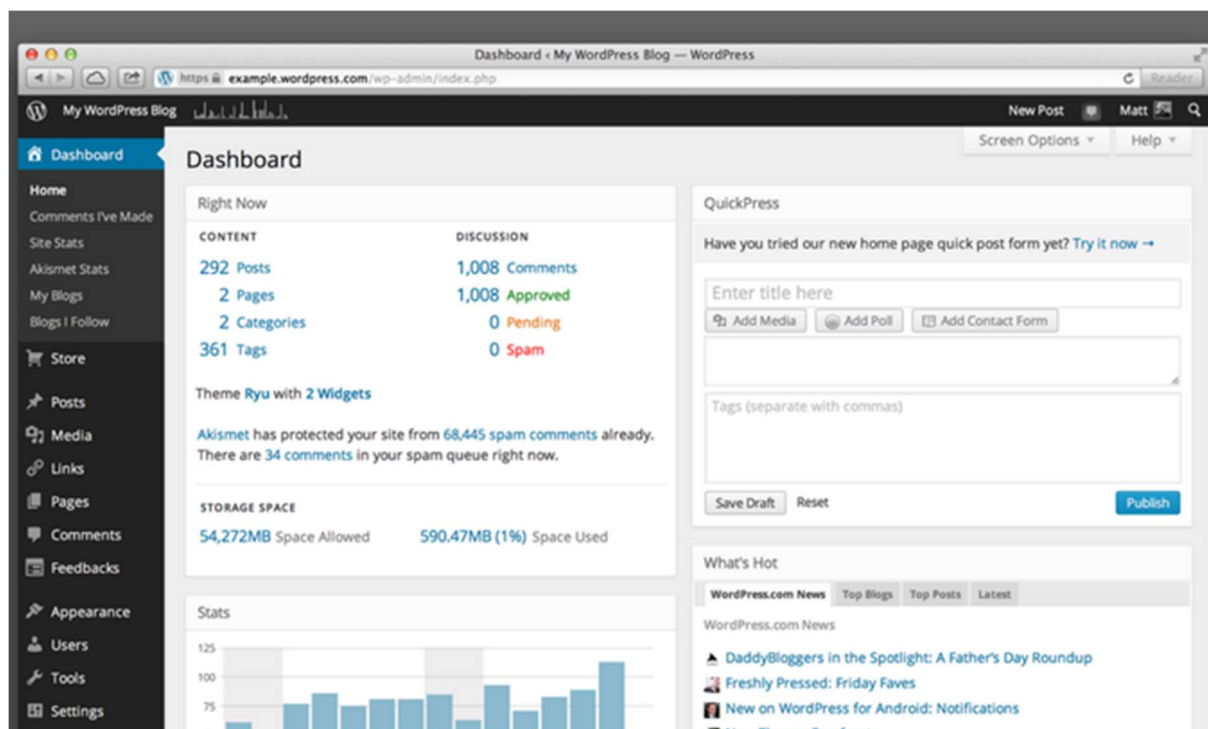 Dashboard ‹ My WordPress Blog — WordPress
https example.wordpress.com/wp-admin/index.php
Reader
My WordPress Blog
New Post
Matt
Screen Options
Help
Dashboard
Home
Comments I've Made
Site Stats
Akismet Stats
My Blogs
Blogs I Follow
Store
Posts
Media
Links
Pages
Comments
Feedbacks
Appearance
Users
Tools
Settings
Dashboard
Right Now
CONTENT
292 Posts
2 Pages
2 Categories
361 Tags
DISCUSSION
1,008 Comments
1,008 Approved
0 Pending
0 Spam
Theme Ryu with 2 Widgets
Akismet has protected your site from 68,445 spam comments already.
There are 34 comments in your spam queue right now.
STORAGE SPACE
54,272MB Space Allowed
590.47MB (1%) Space Used
Stats
125
100
75
QuickPress
Have you tried our new home page quick post form yet? Try it now →
Enter title here
Add Media
Add Poll
Add Contact Form
Tags (separate with commas)
Save Draft
Reset
Publish
What's Hot
WordPress.com News
Top Blogs
Top Posts
Latest
WordPress.com News
DaddyBloggers in the Spotlight: A Father's Day Roundup
Freshly Pressed: Friday Faves
New on WordPress for Android: Notifications